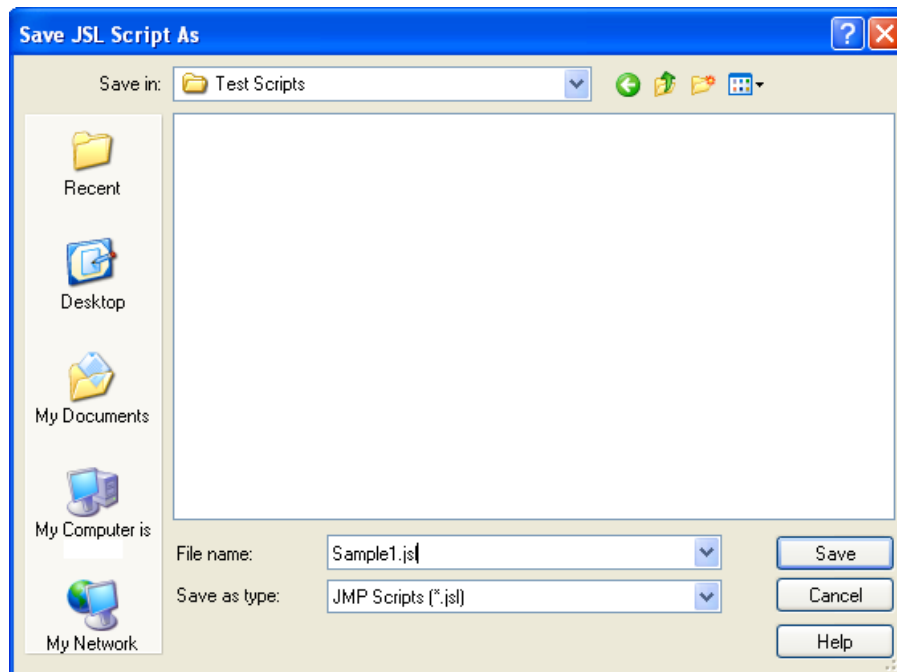 Save JSL Script As
Save in: Test Scripts
Recent
Desktop
My Documents
My Computer is
My Network
File name: Sample1.jsl Save
Save as type: JMP Scripts (*.jsl) Cancel
Help